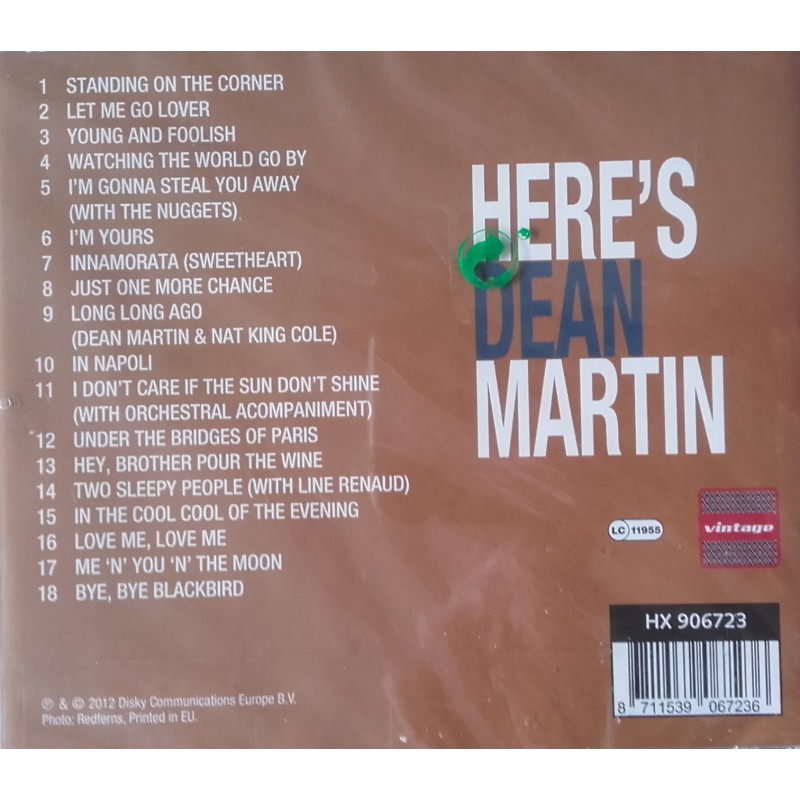 1 STANDING ON THE CORNER
2 LET ME GO LOVER
3 YOUNG AND FOOLISH
4 WATCHING THE WORLD GO BY
5 I'M GONNA STEAL YOU AWAY
(WITH THE NUGGETS)
6 I'M YOURS
7 INNAMORATA (SWEETHEART)
8 JUST ONE MORE CHANCE
9 LONG LONG AGO
(DEAN MARTIN & NAT KING COLE)
10 IN NAPOLI
11 I DON'T CARE IF THE SUN DON'T SHINE
(WITH ORCHESTRAL ACOMPANIMENT)
12 UNDER THE BRIDGES OF PARIS
13 HEY, BROTHER POUR THE WINE
14 TWO SLEEPY PEOPLE (WITH LINE RENAUD)
15 IN THE COOL COOL OF THE EVENING
16 LOVE ME, LOVE ME
17 ME 'N' YOU 'N' THE MOON
18 BYE, BYE BLACKBIRD
HERE'S
DEAN
MARTIN
LC 11955
vintage
HX 906723
8 711539 067236
℗ & © 2012 Disky Communications Europe B.V.
Photo: Redferns, Printed in EU.